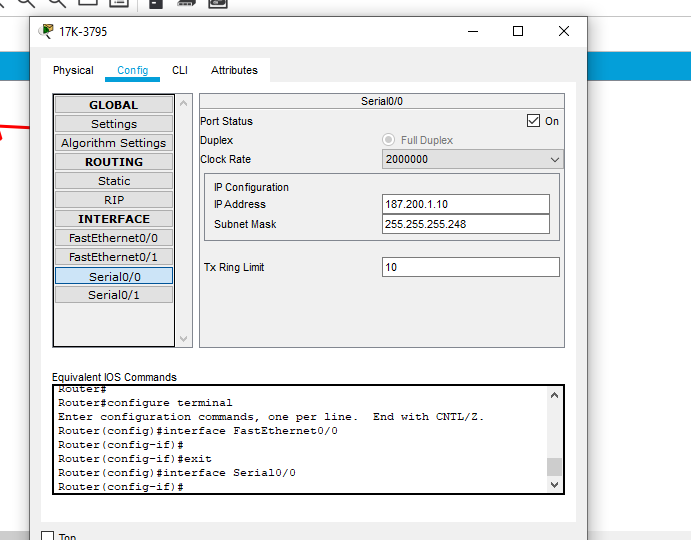 17K-3795
Physical Config CLI Attributes
GLOBAL
Settings
Algorithm Settings
ROUTING
Static
RIP
INTERFACE
FastEthernet0/0
FastEthernet0/1
Serial0/0
Serial0/1
Serial0/0
Port Status On
Duplex Full Duplex
Clock Rate 2000000
IP Configuration
IP Address 187.200.1.10
Subnet Mask 255.255.255.248
Tx Ring Limit 10
Equivalent IOS Commands
Router#
Router#configure terminal
Enter configuration commands, one per line. End with CNTL/Z.
Router(config)#interface FastEthernet0/0
Router(config-if)#
Router(config-if)#exit
Router(config)#interface Serial0/0
Router(config-if)#
Top